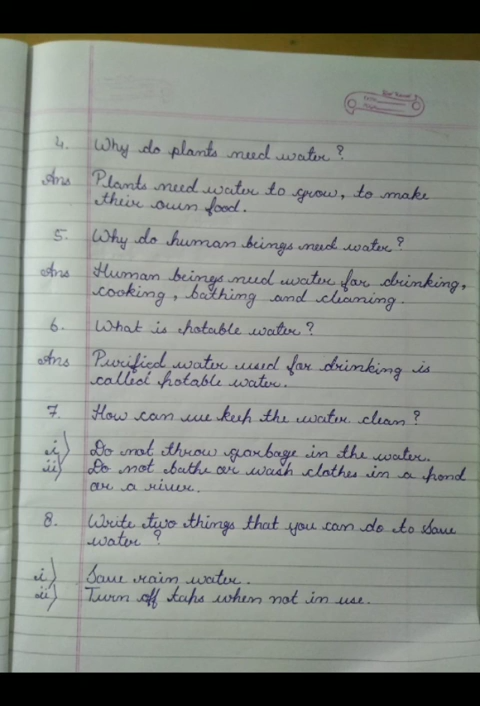 4. Why do plants need water?
Ans Plants need water to grow, to make
their own food.
5. Why do human beings need water?
Ans Human beings need water for drinking,
cooking, bathing and cleaning.
6. What is potable water?
Ans Purified water used for drinking is
called potable water.
7. How can we keep the water clean?
i) Do not throw garbage in the water.
ii) Do not bathe or wash clothes in a pond
or a river.
8. Write two things that you can do to save
water?
i) Save rain water.
ii) Turn off taps when not in use.